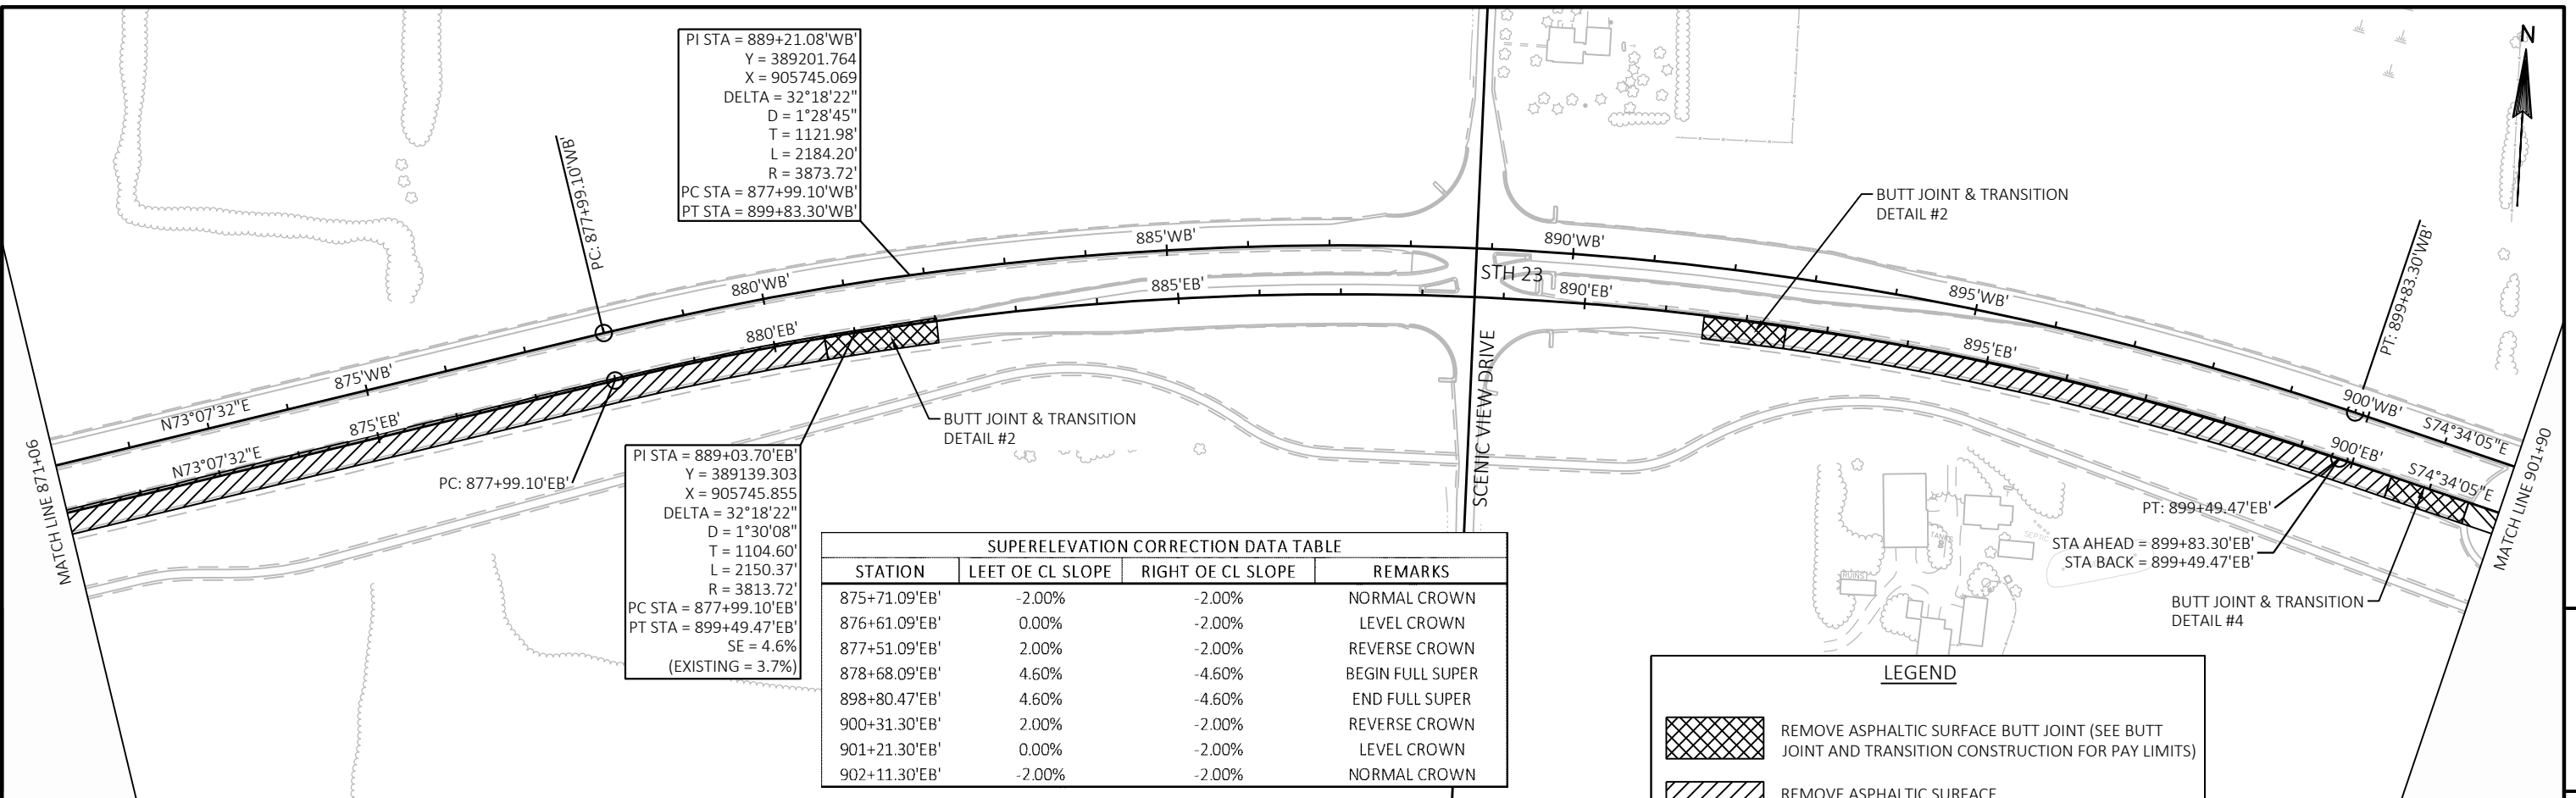 PI STA = 889+21.08'WB'
Y = 389201.764
X = 905745.069
DELTA = 32°18'22"
D = 1°28'45"
T = 1121.98'
L = 2184.20'
R = 3873.72'
PC STA = 877+99.10'WB'
PT STA = 899+83.30'WB'
N
PC: 877+99.10'WB'
BUTT JOINT & TRANSITION
DETAIL #2
PT: 899+83.30'WB'
875'WB'
880'WB'
885'WB'
890'WB'
895'WB'
900'WB'
N73°07'32"E
S74°34'05"E
STH 23
875'EB'
880'EB'
885'EB'
890'EB'
895'EB'
900'EB'
N73°07'32"E
S74°34'05"E
MATCH LINE 871+06
MATCH LINE 901+90
SCENIC VIEW DRIVE
BUTT JOINT & TRANSITION
DETAIL #2
PC: 877+99.10'EB'
PI STA = 889+03.70'EB'
Y = 389139.303
X = 905745.855
DELTA = 32°18'22"
D = 1°30'08"
T = 1104.60'
L = 2150.37'
R = 3813.72'
PC STA = 877+99.10'EB'
PT STA = 899+49.47'EB'
SE = 4.6%
(EXISTING = 3.7%)
PT: 899+49.47'EB'
STA AHEAD = 899+83.30'EB'
STA BACK = 899+49.47'EB'
BUTT JOINT & TRANSITION
DETAIL #4
TANKS
SEPTIC
RUINS
SUPERELEVATION CORRECTION DATA TABLE
STATION LEET OE CL SLOPE RIGHT OE CL SLOPE REMARKS
875+71.09'EB' -2.00% -2.00% NORMAL CROWN
876+61.09'EB' 0.00% -2.00% LEVEL CROWN
877+51.09'EB' 2.00% -2.00% REVERSE CROWN
878+68.09'EB' 4.60% -4.60% BEGIN FULL SUPER
898+80.47'EB' 4.60% -4.60% END FULL SUPER
900+31.30'EB' 2.00% -2.00% REVERSE CROWN
901+21.30'EB' 0.00% -2.00% LEVEL CROWN
902+11.30'EB' -2.00% -2.00% NORMAL CROWN
LEGEND
REMOVE ASPHALTIC SURFACE BUTT JOINT (SEE BUTT
JOINT AND TRANSITION CONSTRUCTION FOR PAY LIMITS)
REMOVE ASPHALTIC SURFACE